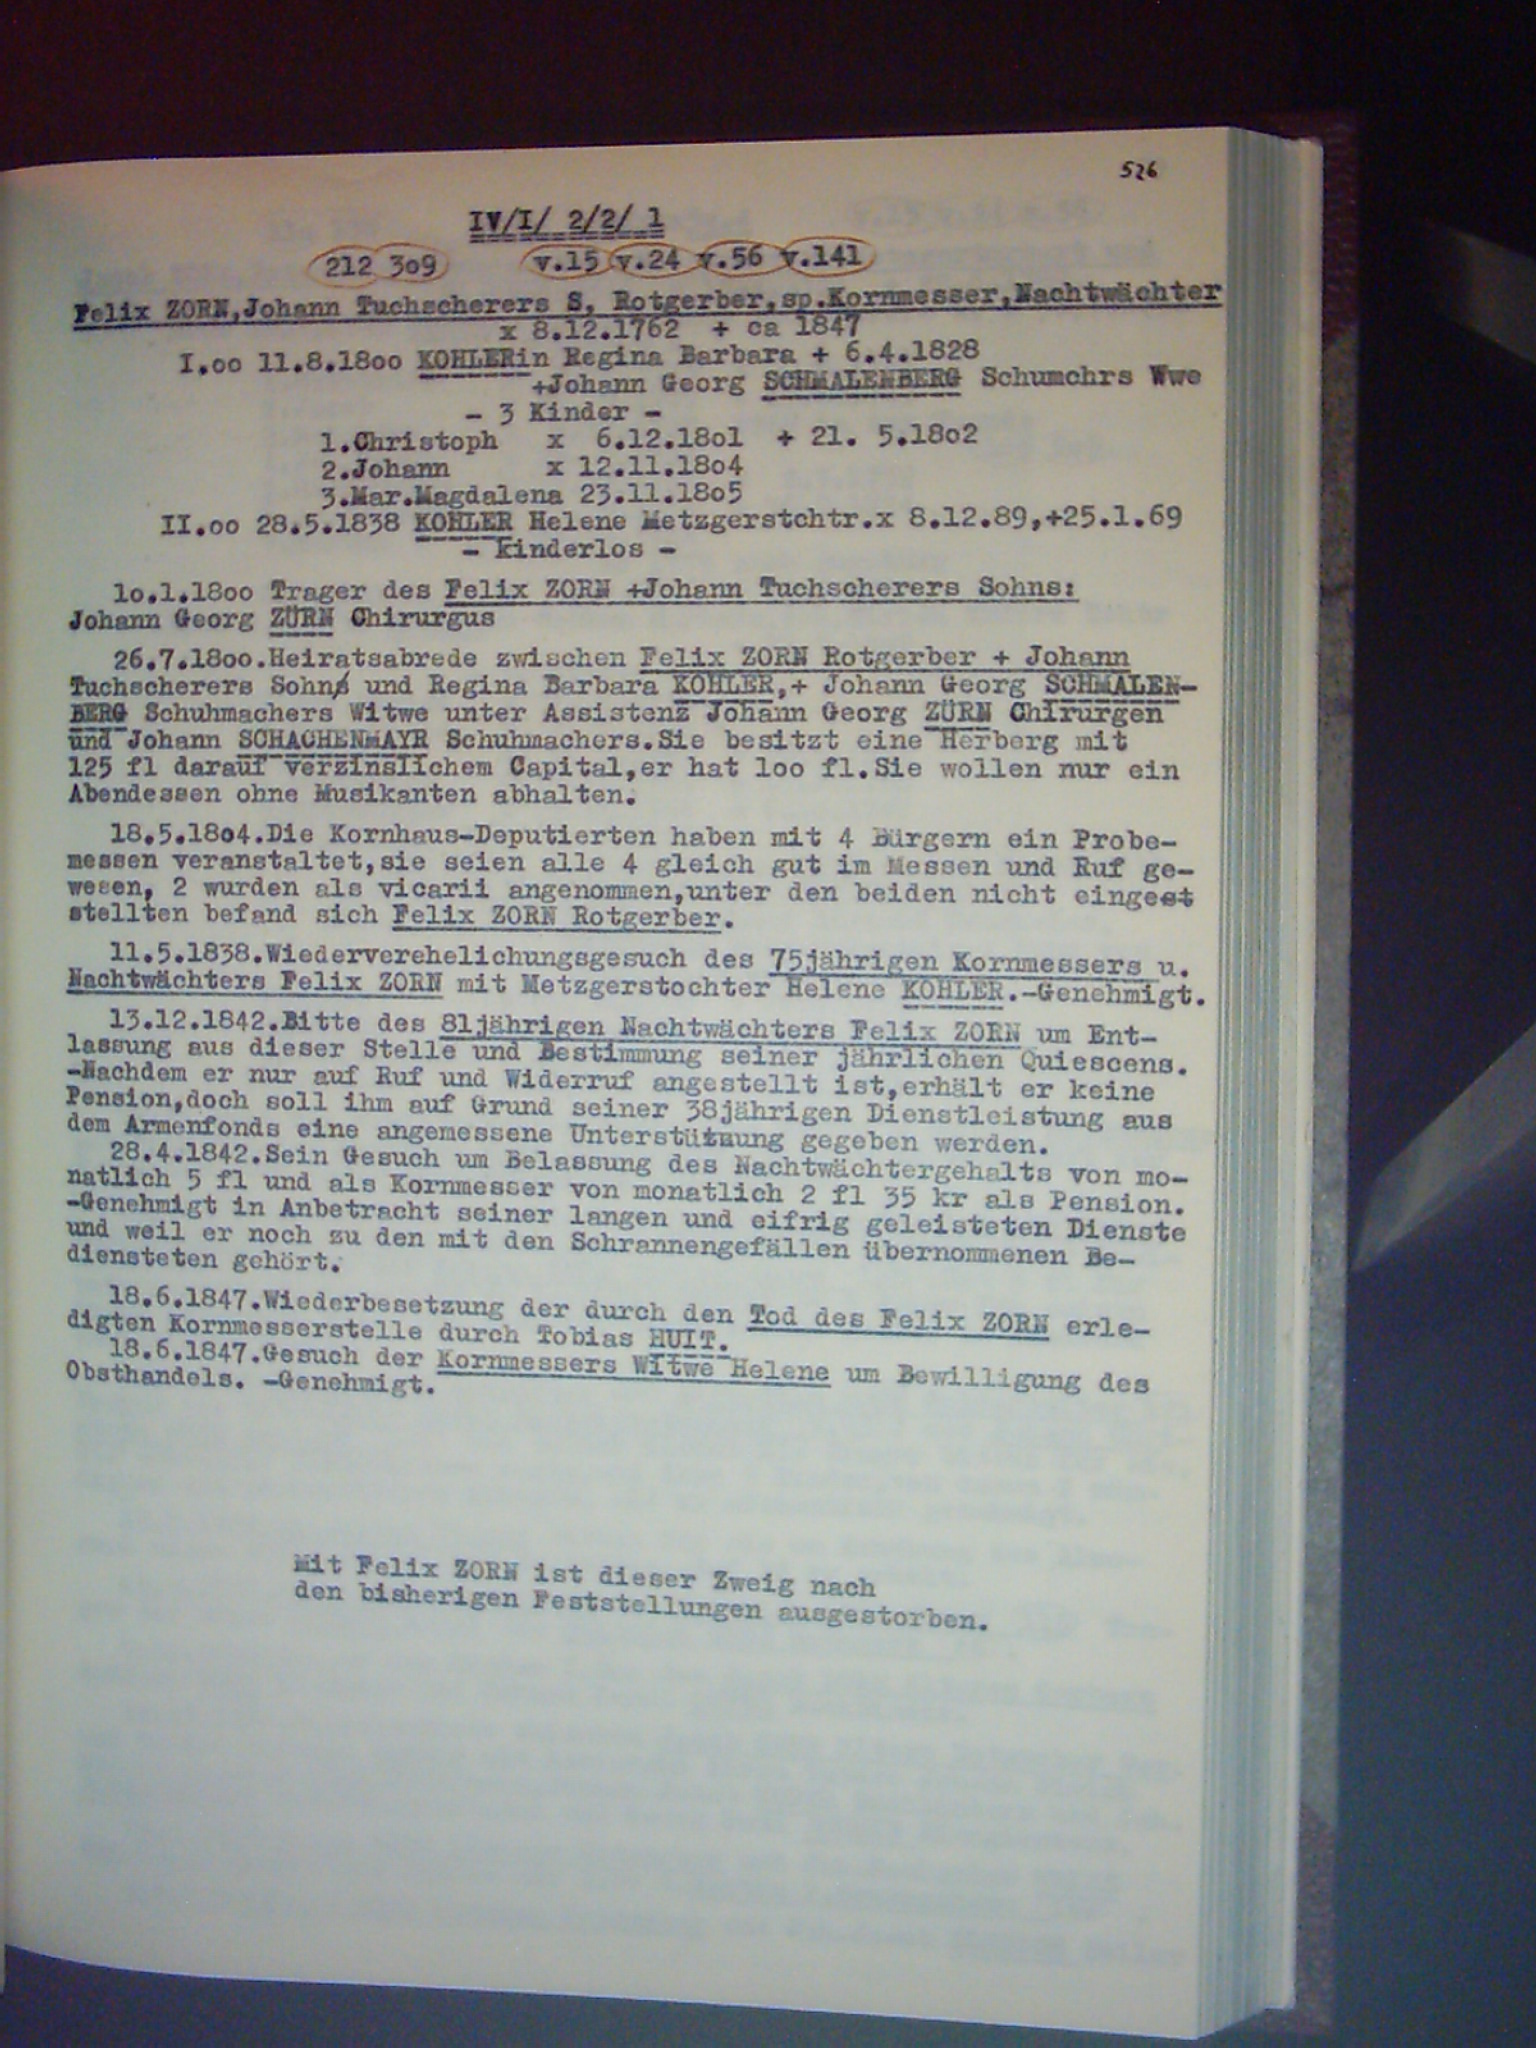 526
IV/I/ 2/2/ 1
212 309 v.15 v.24 v.56 v.141
Felix ZORN,Johann Tuchscherers S, Rotgerber,sp.Kornmesser,Nachtwächter
x 8.12.1762 + ca 1847
I.oo 11.8.18oo KOHLERin Regina Barbara + 6.4.1828
+Johann Georg SCHMALENBERG Schumchrs Wwe
- 3 Kinder -
1.Christoph x 6.12.18o1 + 21. 5.18o2
2.Johann x 12.11.18o4
3.Mar.Magdalena 23.11.18o5
II.oo 28.5.1838 KOHLER Helene Metzgerstchtr.x 8.12.89,+25.1.69
- kinderlos -
1o.1.18oo Trager des Felix ZORN +Johann Tuchscherers Sohns:
Johann Georg ZÜRN Chirurgus
26.7.18oo.Heiratsabrede zwischen Felix ZORN Rotgerber + Johann
Tuchscherers Sohns und Regina Barbara KOHLER,+ Johann Georg SCHMALEN-
BERG Schuhmachers Witwe unter Assistenz Johann Georg ZÜRN Chirurgen
und Johann SCHACHENMAYR Schuhmachers.Sie besitzt eine Herberg mit
125 fl darauf verzinslichem Capital,er hat 1oo fl.Sie wollen nur ein
Abendessen ohne Musikanten abhalten.
18.5.18o4.Die Kornhaus-Deputierten haben mit 4 Bürgern ein Probe-
messen veranstaltet,sie seien alle 4 gleich gut im Messen und Ruf ge-
wesen, 2 wurden als vicarii angenommen,unter den beiden nicht eingest
stellten befand sich Felix ZORN Rotgerber.
11.5.1838.Wiederverehelichungsgesuch des 75jährigen Kornmessers u.
Nachtwächters Felix ZORN mit Metzgerstochter Helene KOHLER.-Genehmigt.
13.12.1842.Bitte des 81jährigen Nachtwächters Felix ZORN um Ent-
lassung aus dieser Stelle und Bestimmung seiner jährlichen Quiescens.
-Nachdem er nur auf Ruf und Widerruf angestellt ist,erhält er keine
Pension,doch soll ihm auf Grund seiner 38jährigen Dienstleistung aus
dem Armenfonds eine angemessene Unterstützung gegeben werden.
28.4.1842.Sein Gesuch um Belassung des Nachtwächtergehalts von mo-
natlich 5 fl und als Kornmesser von monatlich 2 fl 35 kr als Pension.
-Genehmigt in Anbetracht seiner langen und eifrig geleisteten Dienste
und weil er noch zu den mit den Schrannengefällen übernommenen Be-
diensteten gehört.
18.6.1847.Wiederbesetzung der durch den Tod des Felix ZORN erle-
digten Kornmesserstelle durch Tobias HUIT.
18.6.1847.Gesuch der Kornmessers Witwe Helene um Bewilligung des
Obsthandels. -Genehmigt.
Mit Felix ZORN ist dieser Zweig nach
den bisherigen Feststellungen ausgestorben.